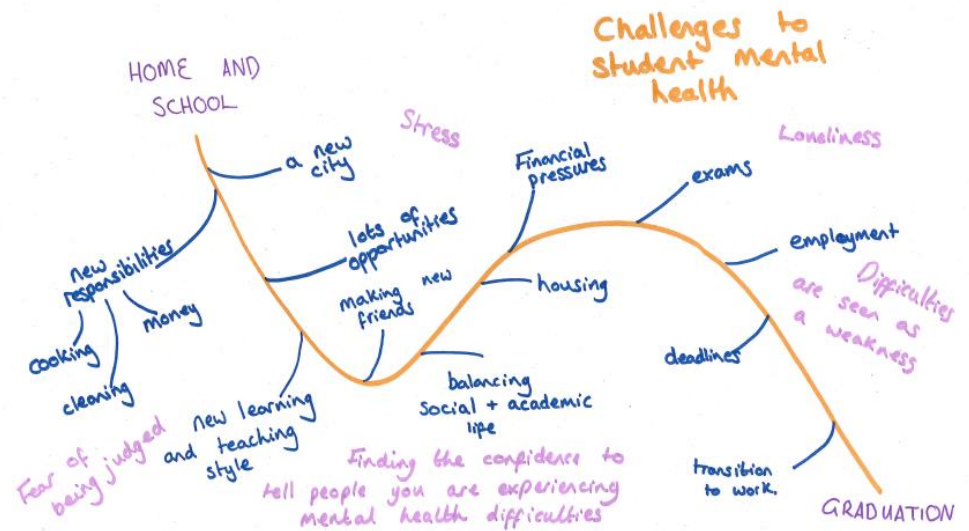 Challenges to
student mental
health
HOME AND
SCHOOL
Stress
Loneliness
a new
city
Financial
pressures
exams
lots of
opportunities
employment
new
responsibilities
making new
friends
housing
Difficulties
are seen as
a weakness
money
cooking
cleaning
deadlines
balancing
social + academic
life
new learning
and teaching
style
Fear of
being judged
Finding the confidence to
tell people you are experiencing
mental health difficulties
transition
to work.
GRADUATION